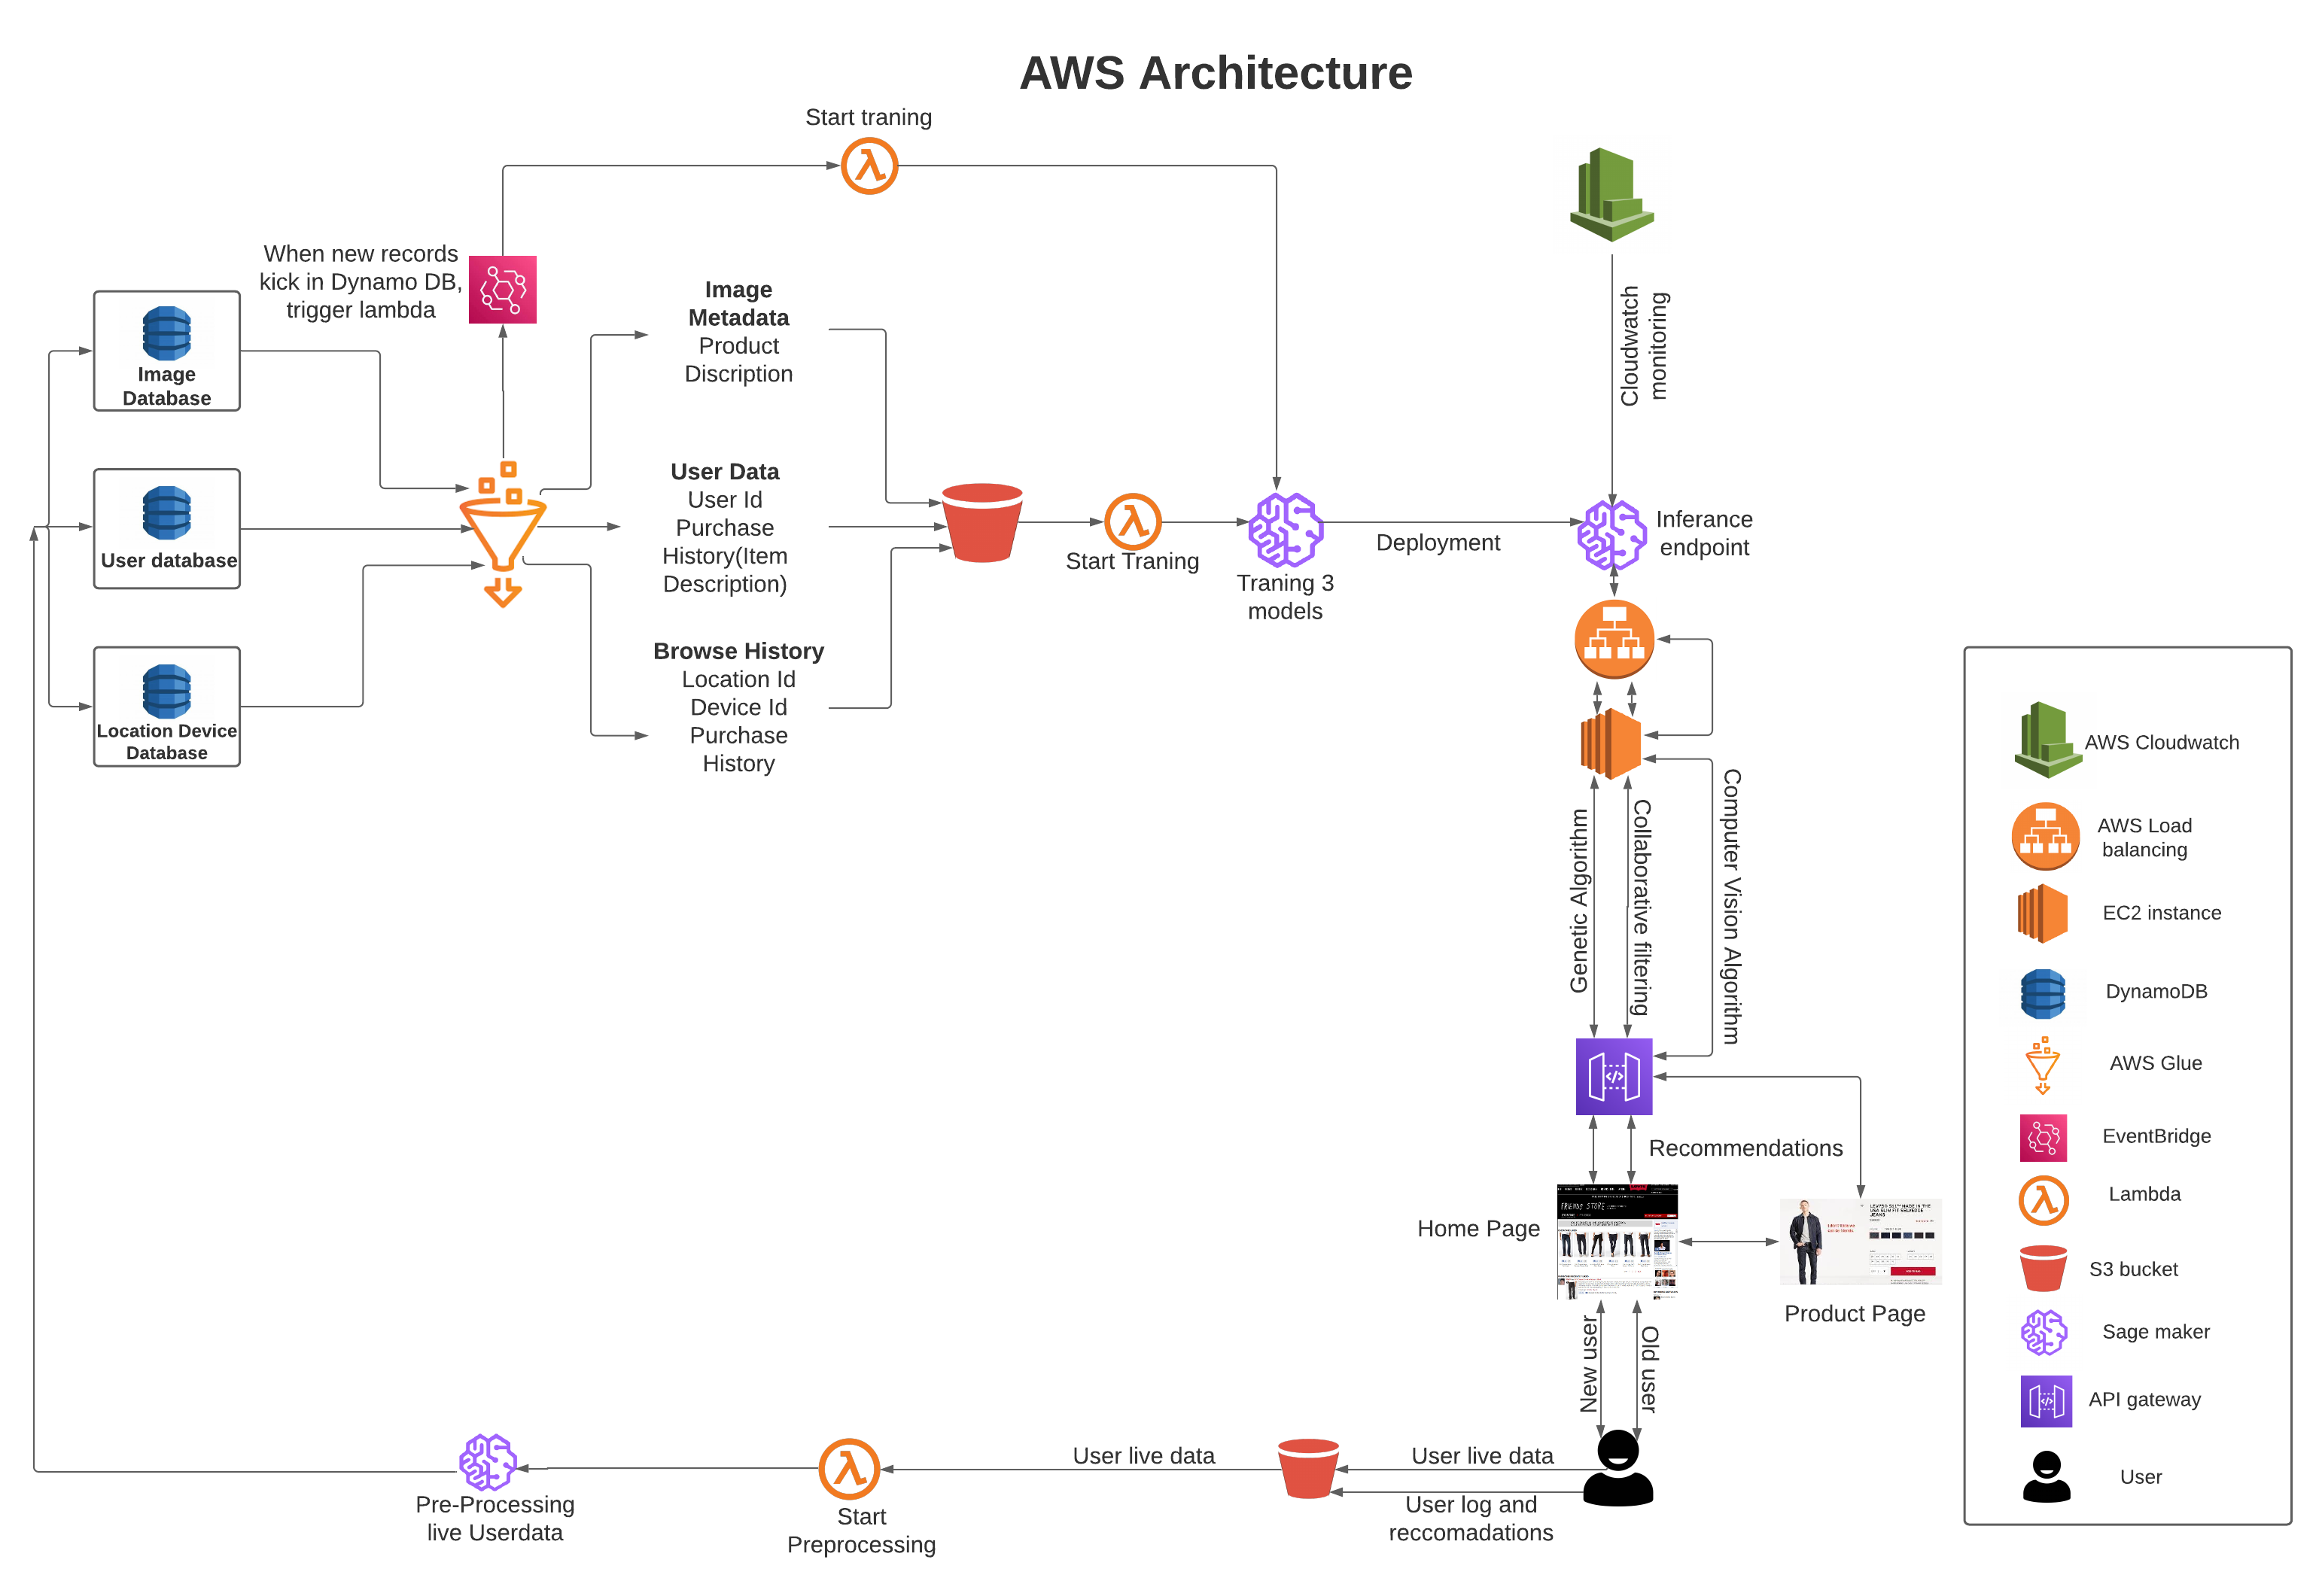 AWS Architecture
Start traning
When new records
kick in Dynamo DB,
trigger lambda
Image
Database
User database
Location Device
Database
Image
Metadata
Product
Discription
User Data
User Id
Purchase
History(Item
Description)
Browse History
Location Id
Device Id
Purchase
History
Start Traning
Traning 3
models
Deployment
Cloudwatch
monitoring
Inferance
endpoint
Genetic Algorithm
Collaborative filtering
Computer Vision Algorithm
Recommendations
Home Page
FRIENDS STORE
Product Page
New user
Old user
User live data
User live data
User log and
reccomadations
Start
Preprocessing
Pre-Processing
live Userdata
AWS Cloudwatch
AWS Load
balancing
EC2 instance
DynamoDB
AWS Glue
EventBridge
Lambda
S3 bucket
Sage maker
API gateway
User